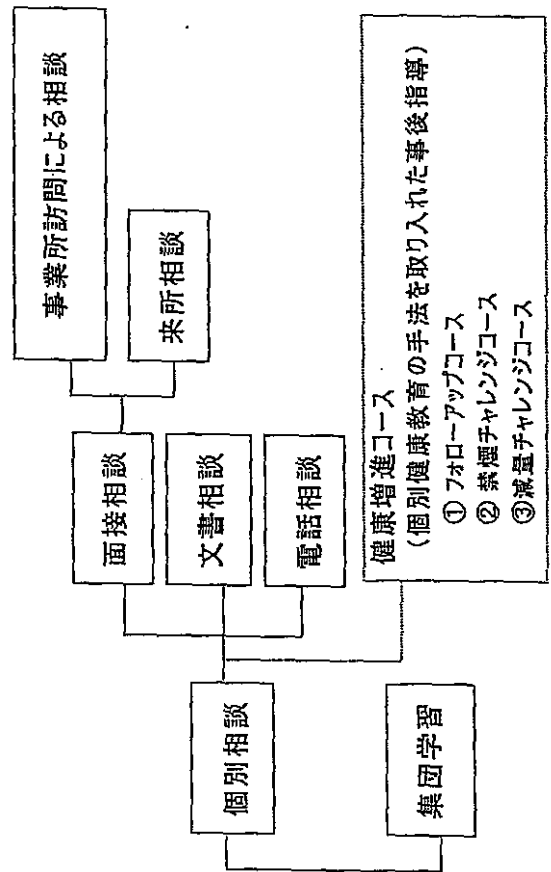 個別相談
集団学習
面接相談
文書相談
電話相談
事業所訪問による相談
来所相談
健康増進コース
(個別健康教育の手法を取り入れた事後指導)
① フォローアップコース
② 禁煙チャレンジコース
③減量チャレンジコース